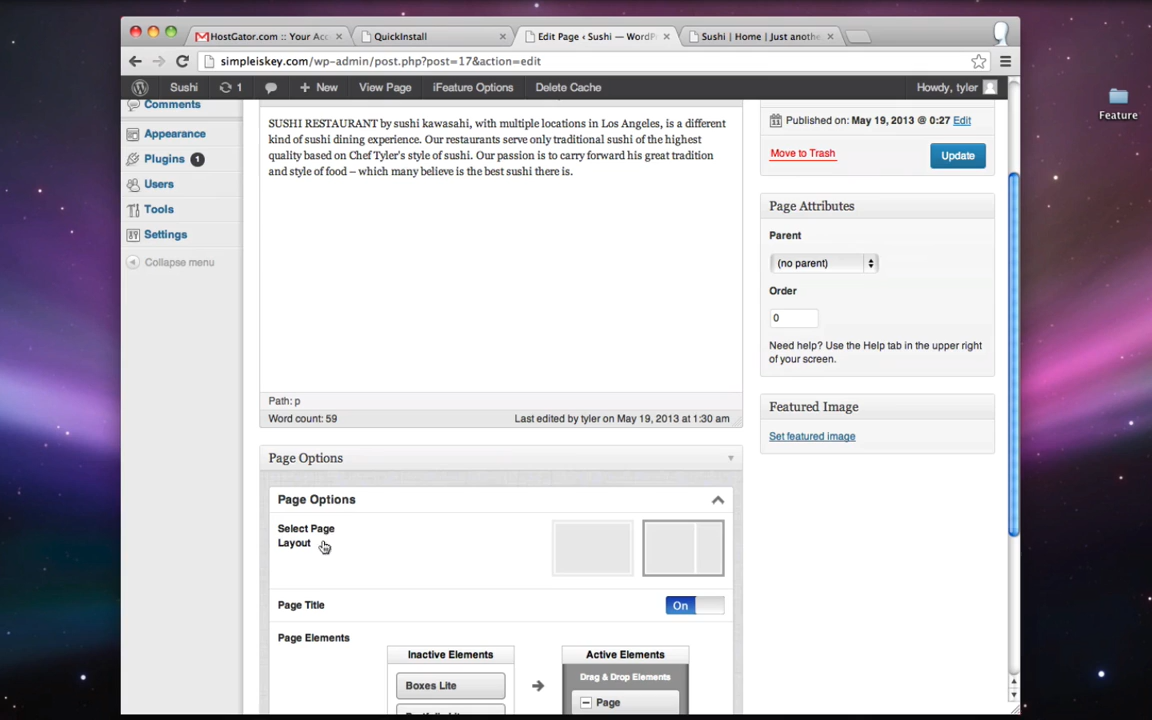 HostGator.com :: Your Acc
QuickInstall
Edit Page ‹ Sushi — WordP
Sushi | Home | Just anothe
simpleiskey.com/wp-admin/post.php?post=17&action=edit
Sushi
1
New
View Page
iFeature Options
Delete Cache
Howdy, tyler
Feature
Comments
Appearance
Plugins 1
Users
Tools
Settings
Collapse menu
SUSHI RESTAURANT by sushi kawasahi, with multiple locations in Los Angeles, is a different
kind of sushi dining experience. Our restaurants serve only traditional sushi of the highest
quality based on Chef Tyler's style of sushi. Our passion is to carry forward his great tradition
and style of food – which many believe is the best sushi there is.
Path: p
Word count: 59
Last edited by tyler on May 19, 2013 at 1:30 am
Published on: May 19, 2013 @ 0:27 Edit
Move to Trash
Update
Page Attributes
Parent
(no parent)
Order
0
Need help? Use the Help tab in the upper right
of your screen.
Featured Image
Set featured image
Page Options
Page Options
Select Page
Layout
Page Title
On
Page Elements
Inactive Elements
Boxes Lite
Active Elements
Drag & Drop Elements
Page